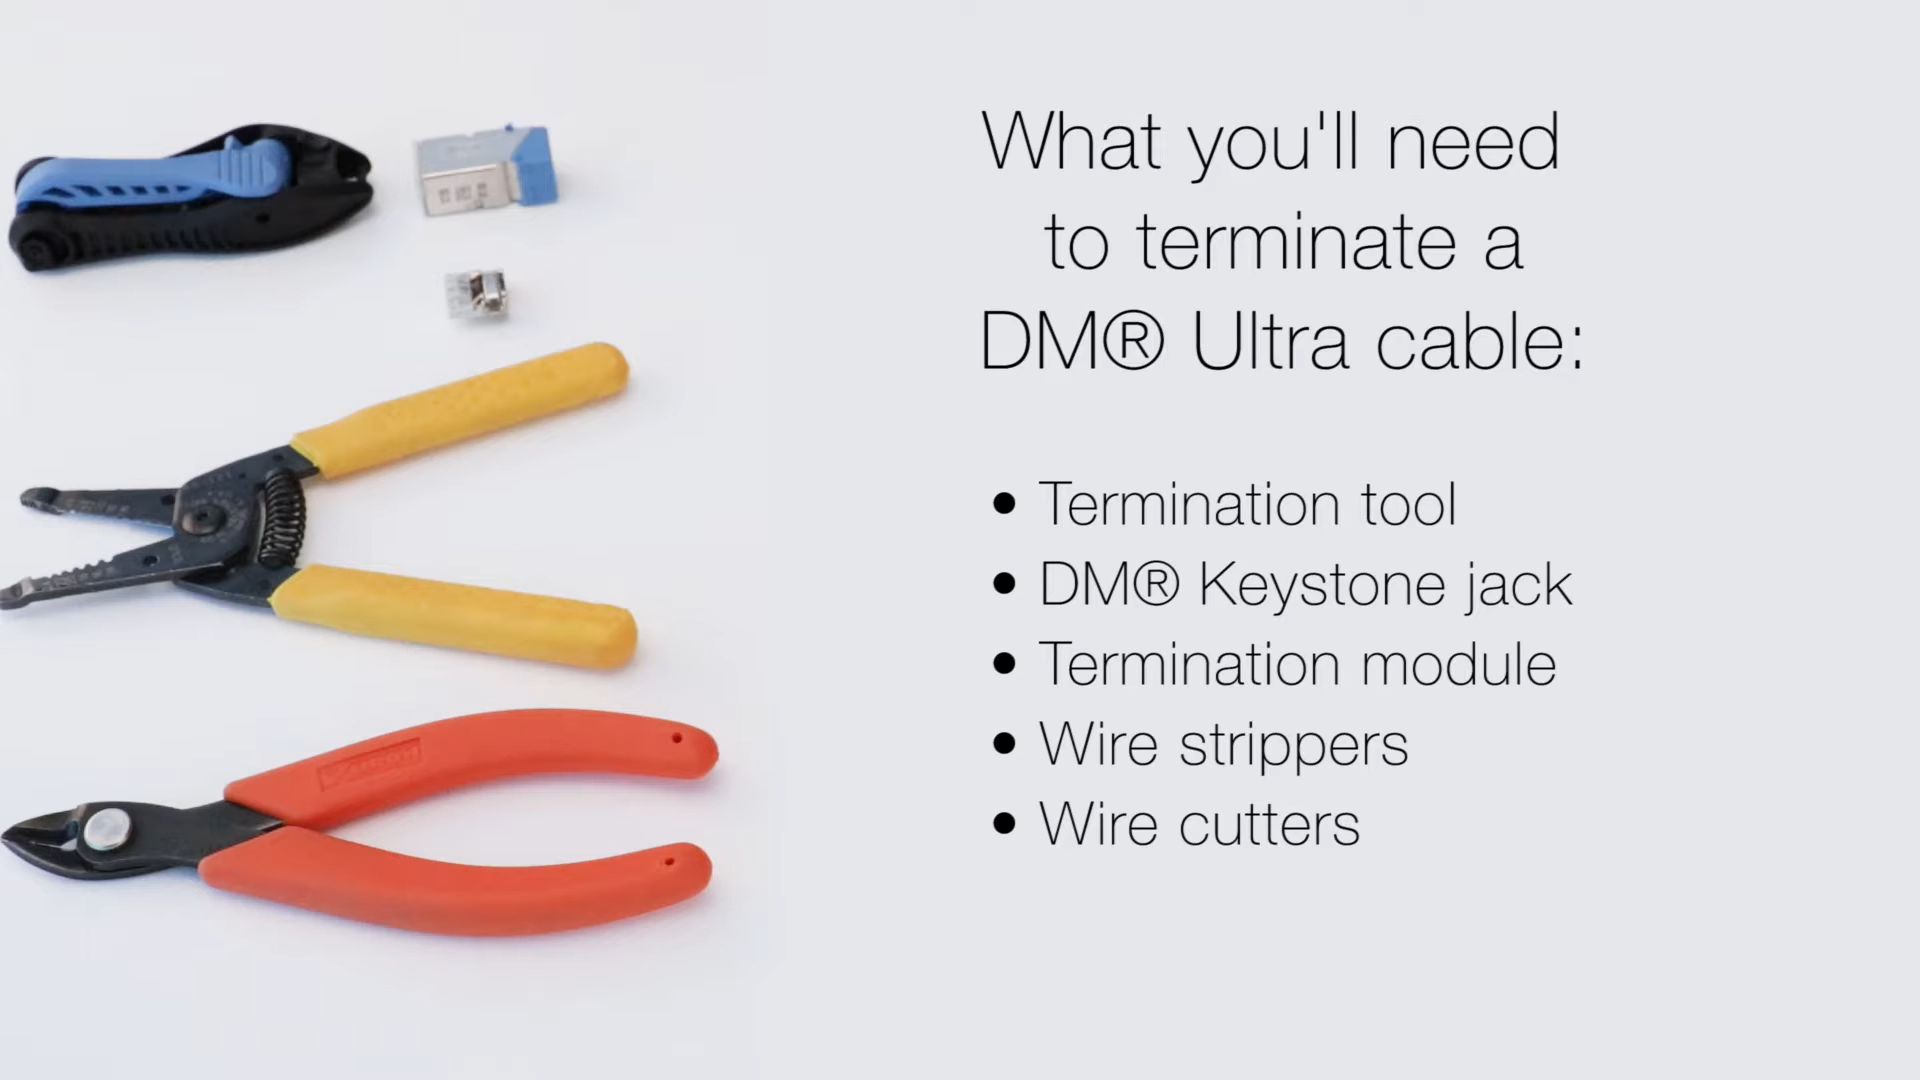 What you'll need
to terminate a
DM® Ultra cable:
• Termination tool
• DM® Keystone jack
• Termination module
• Wire strippers
• Wire cutters